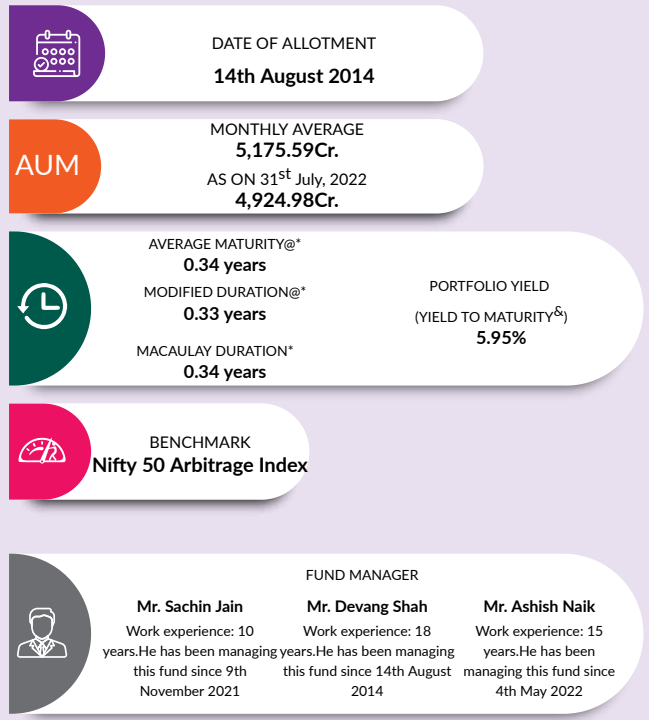 DATE OF ALLOTMENT
14th August 2014
AUM
MONTHLY AVERAGE
5,175.59Cr.
AS ON 31st July, 2022
4,924.98Cr.
AVERAGE MATURITY@*
0.34 years
MODIFIED DURATION@*
0.33 years
MACAULAY DURATION*
0.34 years
PORTFOLIO YIELD
(YIELD TO MATURITY&)
5.95%
BENCHMARK
Nifty 50 Arbitrage Index
FUND MANAGER
Mr. Sachin Jain
Work experience: 10
years.He has been managing
this fund since 9th
November 2021
Mr. Devang Shah
Work experience: 18
years.He has been managing
this fund since 14th August
2014
Mr. Ashish Naik
Work experience: 15
years.He has been
managing this fund since
4th May 2022